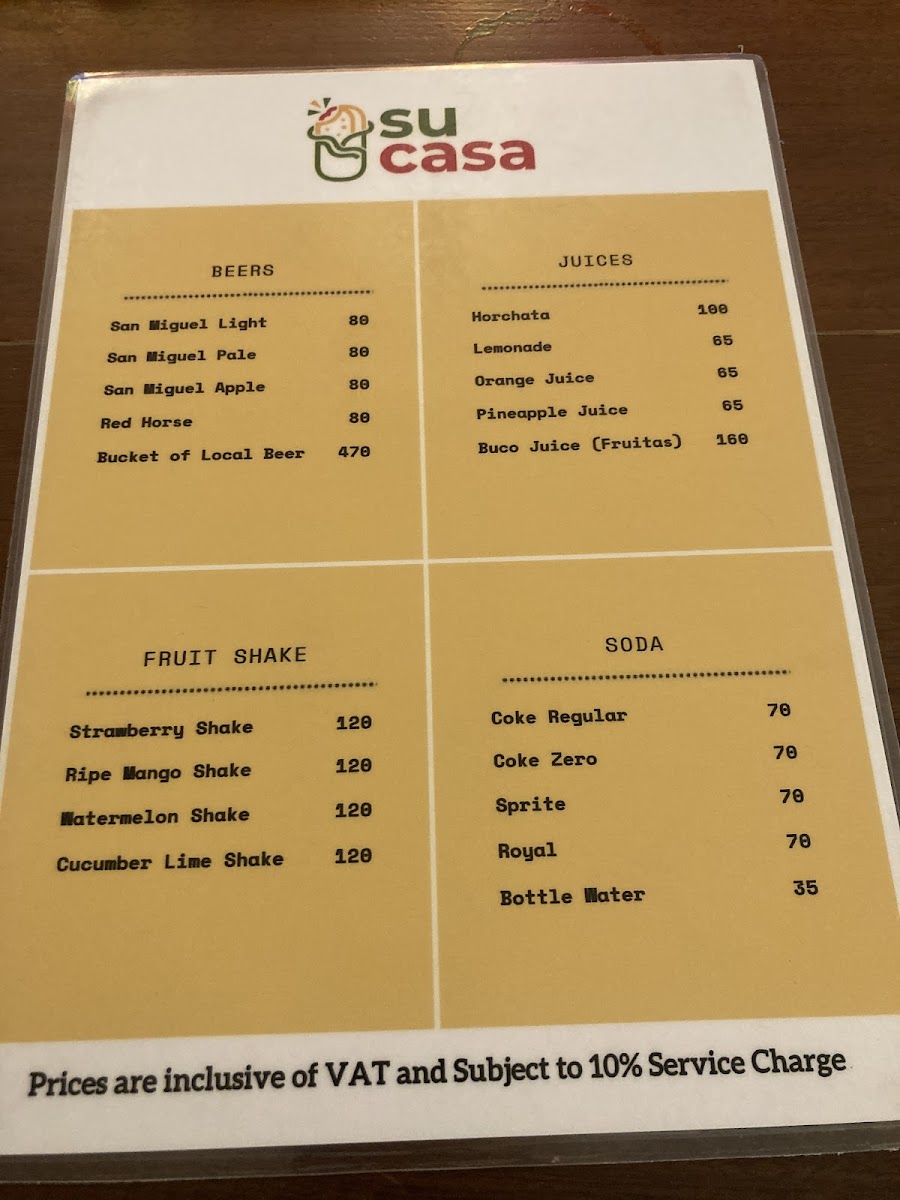 su
casa
BEERS
San Miguel Light 80
San Miguel Pale 80
San Miguel Apple 80
Red Horse 80
Bucket of Local Beer 470
JUICES
Horchata 100
Lemonade 65
Orange Juice 65
Pineapple Juice 65
Buco Juice (Fruitas) 160
FRUIT SHAKE
Strawberry Shake 120
Ripe Mango Shake 120
Watermelon Shake 120
Cucumber Lime Shake 120
SODA
Coke Regular 70
Coke Zero 70
Sprite 70
Royal 70
Bottle Water 35
Prices are inclusive of VAT and Subject to 10% Service Charge